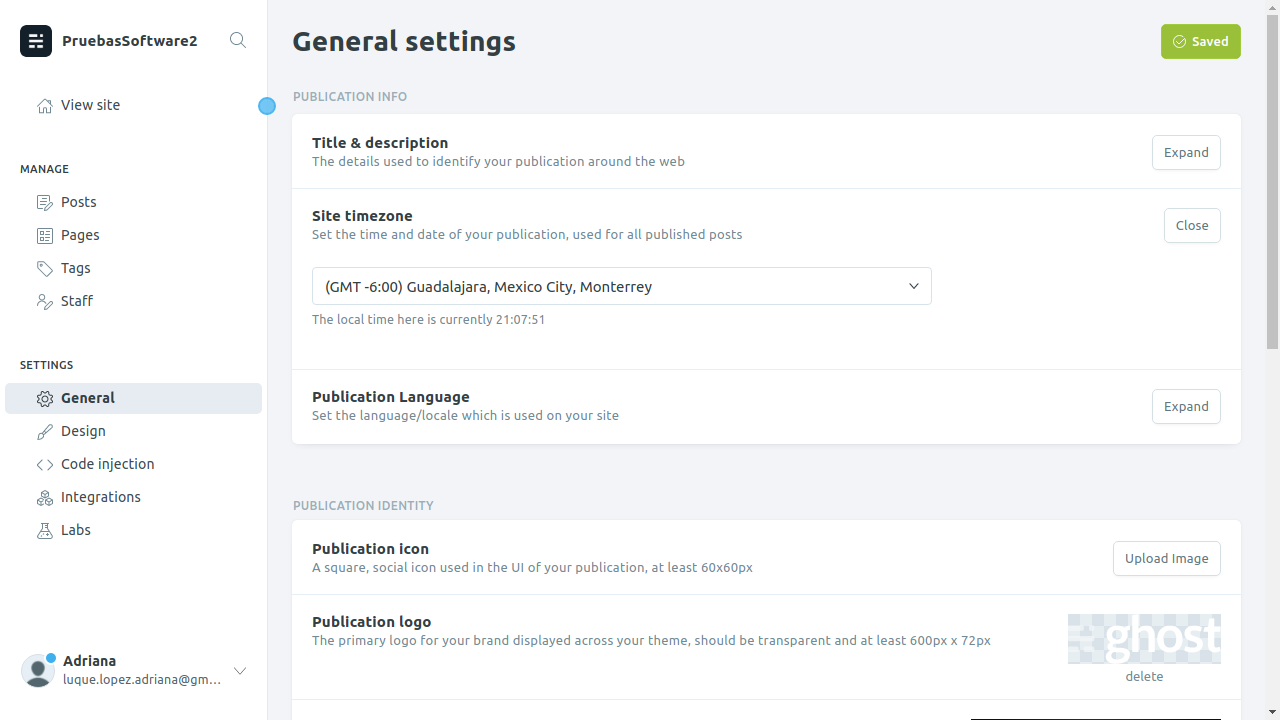 PruebasSoftware2
View site
MANAGE
Posts
Pages
Tags
Staff
SETTINGS
General
Design
Code injection
Integrations
Labs
Adriana
luque.lopez.adriana@gm...
General settings
Saved
PUBLICATION INFO
Title & description
The details used to identify your publication around the web
Expand
Site timezone
Set the time and date of your publication, used for all published posts
Close
(GMT -6:00) Guadalajara, Mexico City, Monterrey
The local time here is currently 21:07:51
Publication Language
Set the language/locale which is used on your site
Expand
PUBLICATION IDENTITY
Publication icon
A square, social icon used in the UI of your publication, at least 60x60px
Upload Image
Publication logo
The primary logo for your brand displayed across your theme, should be transparent and at least 600px x 72px
ghost
delete